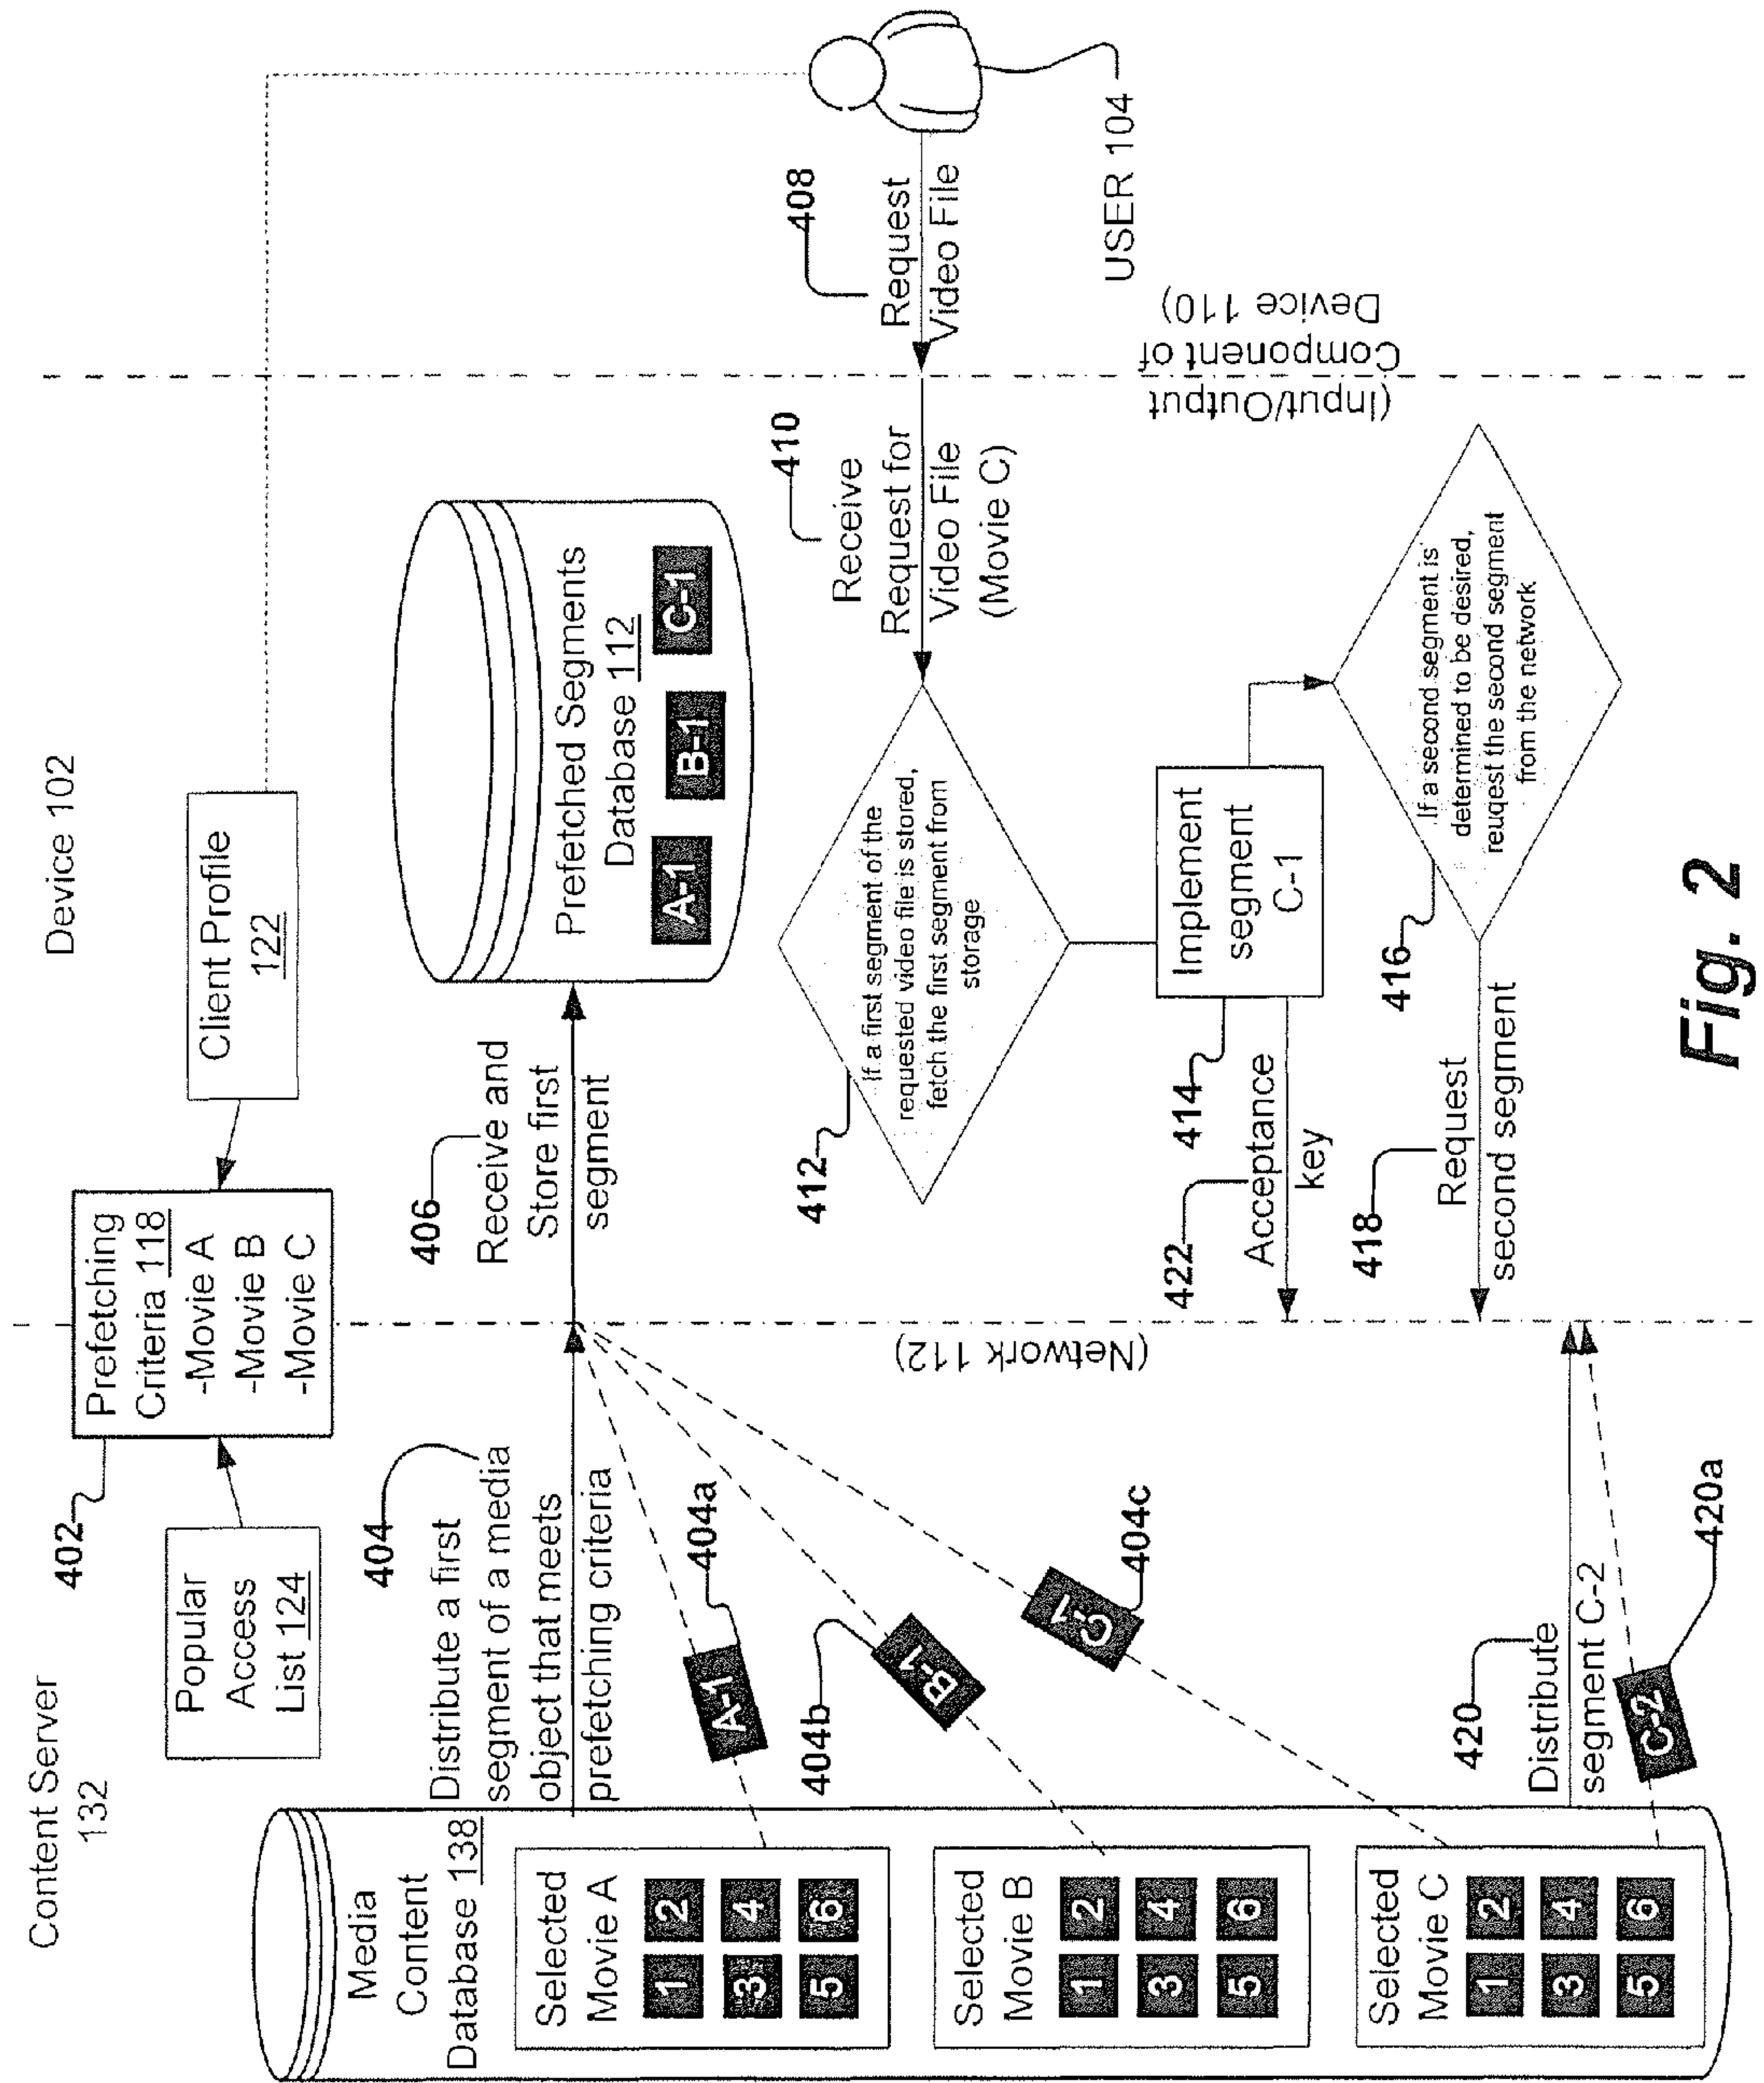 Content Server
132
Device 102
Popular
Access
List 124
402
Prefetching
Criteria 118
-Movie A
-Movie B
-Movie C
Client Profile
122
Media
Content
Database 138
Selected
Movie A
1 2
3 4
5 6
Selected
Movie B
1 2
3 4
5 6
Selected
Movie C
1 2
3 4
5 6
404
Distribute a first
segment of a media
object that meets
prefetching criteria
A-1
404a
B-1
404b
C-1
404c
406
Receive and
Store first
segment
Prefetched Segments
Database 112
A-1 B-1 C-1
408
Request
Video File
USER 104
(Input/Output
Component of
Device 110)
410
Receive
Request for
Video File
(Movie C)
412
If a first segment of the
requested video file is stored,
fetch the first segment from
storage
414
Implement
segment
C-1
416
If a second segment is
determined to be desired,
reuqest the second segment
from the network
422
Acceptance
key
418
Request
second segment
(Network 112)
420
Distribute
segment C-2
C-2
420a
Fig. 2